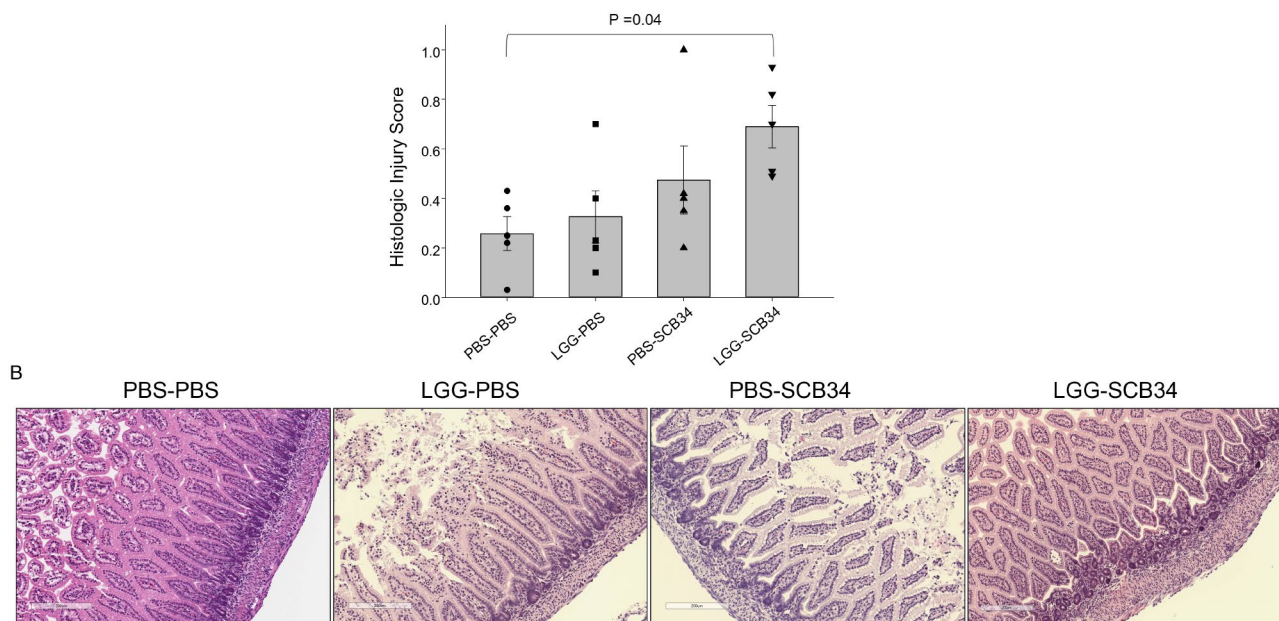 P =0.04
Histologic Injury Score
1.0
0.8
0.6
0.4
0.2
0.0
PBS-PBS
LGG-PBS
PBS-SCB34
LGG-SCB34
B
PBS-PBS LGG-PBS PBS-SCB34 LGG-SCB34
200um